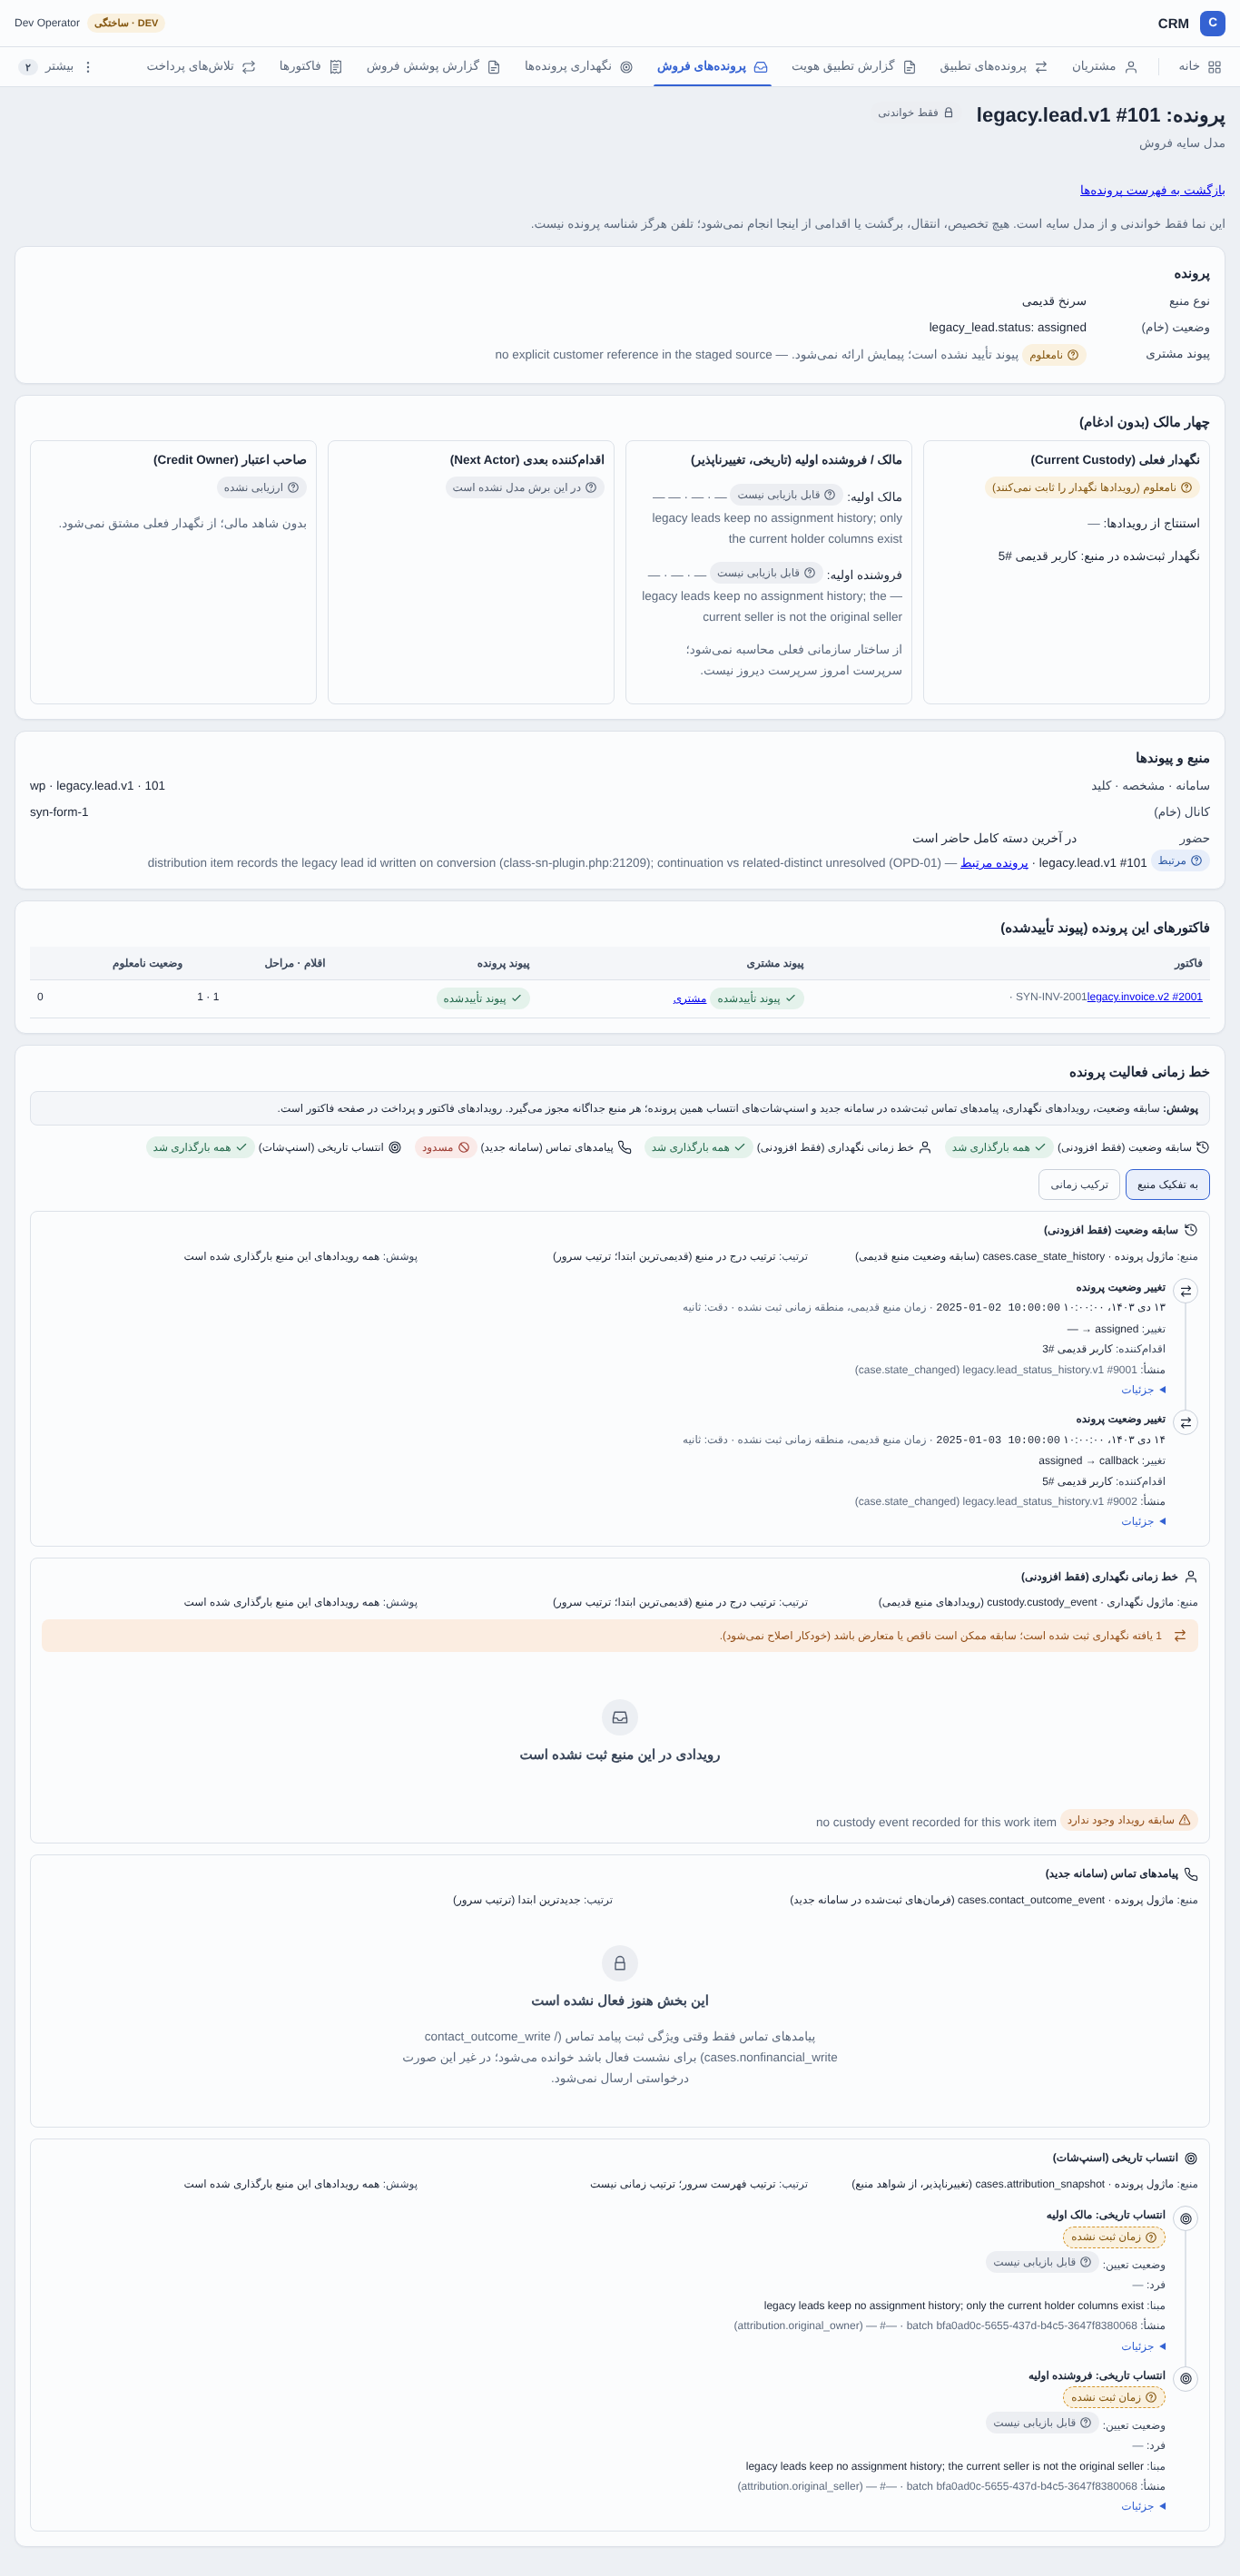 C CRM
DEV · ساختگی Dev Operator
خانه مشتریان پرونده‌های تطبیق گزارش تطبیق هویت پرونده‌های فروش نگهداری پرونده‌ها گزارش پوشش فروش فاکتورها تلاش‌های پرداخت بیشتر ۲
پرونده: legacy.lead.v1 #101 فقط خواندنی
مدل سایه فروش
بازگشت به فهرست پرونده‌ها
این نما فقط خواندنی و از مدل سایه است. هیچ تخصیص، انتقال، برگشت یا اقدامی از اینجا انجام نمی‌شود؛ تلفن هرگز شناسه پرونده نیست.
پرونده
نوع منبع سرنخ قدیمی
وضعیت (خام) legacy_lead.status: assigned
پیوند مشتری نامعلوم پیوند تأیید نشده است؛ پیمایش ارائه نمی‌شود. — no explicit customer reference in the staged source
چهار مالک (بدون ادغام)
نگهدار فعلی (Current Custody)
نامعلوم (رویدادها نگهدار را ثابت نمی‌کنند)
استنتاج از رویدادها: —
نگهدار ثبت‌شده در منبع: کاربر قدیمی #5
مالک / فروشنده اولیه (تاریخی، تغییرناپذیر)
مالک اولیه: قابل بازیابی نیست — · — · — —
legacy leads keep no assignment history; only
the current holder columns exist
فروشنده اولیه: قابل بازیابی نیست — · — · —
— legacy leads keep no assignment history; the
current seller is not the original seller
از ساختار سازمانی فعلی محاسبه نمی‌شود؛
سرپرست امروز سرپرست دیروز نیست.
اقدام‌کننده بعدی (Next Actor)
در این برش مدل نشده است
صاحب اعتبار (Credit Owner)
ارزیابی نشده
بدون شاهد مالی؛ از نگهدار فعلی مشتق نمی‌شود.
منبع و پیوندها
سامانه · مشخصه · کلید wp · legacy.lead.v1 · 101
کانال (خام) syn-form-1
حضور در آخرین دسته کامل حاضر است
مرتبط legacy.lead.v1 #101 · پرونده مرتبط — distribution item records the legacy lead id written on conversion (class-sn-plugin.php:21209); continuation vs related-distinct unresolved (OPD-01)
فاکتورهای این پرونده (پیوند تأییدشده)
فاکتور پیوند مشتری پیوند پرونده اقلام · مراحل وضعیت نامعلوم
legacy.invoice.v2 #2001 SYN-INV-2001 · پیوند تأییدشده مشتری پیوند تأییدشده 1 · 1 0
خط زمانی فعالیت پرونده
پوشش: سابقه وضعیت، رویدادهای نگهداری، پیامدهای تماس ثبت‌شده در سامانه جدید و اسنپ‌شات‌های انتساب همین پرونده؛ هر منبع جداگانه مجوز می‌گیرد. رویدادهای فاکتور و پرداخت در صفحه فاکتور است.
سابقه وضعیت (فقط افزودنی) همه بارگذاری شد خط زمانی نگهداری (فقط افزودنی) همه بارگذاری شد پیامدهای تماس (سامانه جدید) مسدود انتساب تاریخی (اسنپ‌شات) همه بارگذاری شد
به تفکیک منبع ترکیب زمانی
سابقه وضعیت (فقط افزودنی)
منبع: ماژول پرونده · cases.case_state_history (سابقه وضعیت منبع قدیمی) ترتیب: ترتیب درج در منبع (قدیمی‌ترین ابتدا؛ ترتیب سرور) پوشش: همه رویدادهای این منبع بارگذاری شده است
تغییر وضعیت پرونده
۱۳ دی ۱۴۰۳، ۱۰:۰۰:۰۰ 2025-01-02 10:00:00 · زمان منبع قدیمی، منطقه زمانی ثبت نشده · دقت: ثانیه
تغییر: — → assigned
اقدام‌کننده: کاربر قدیمی #3
منشأ: legacy.lead_status_history.v1 #9001 (case.state_changed)
جزئیات
تغییر وضعیت پرونده
۱۴ دی ۱۴۰۳، ۱۰:۰۰:۰۰ 2025-01-03 10:00:00 · زمان منبع قدیمی، منطقه زمانی ثبت نشده · دقت: ثانیه
تغییر: assigned → callback
اقدام‌کننده: کاربر قدیمی #5
منشأ: legacy.lead_status_history.v1 #9002 (case.state_changed)
جزئیات
خط زمانی نگهداری (فقط افزودنی)
منبع: ماژول نگهداری · custody.custody_event (رویدادهای منبع قدیمی) ترتیب: ترتیب درج در منبع (قدیمی‌ترین ابتدا؛ ترتیب سرور) پوشش: همه رویدادهای این منبع بارگذاری شده است
1 یافته نگهداری ثبت شده است؛ سابقه ممکن است ناقص یا متعارض باشد (خودکار اصلاح نمی‌شود).
رویدادی در این منبع ثبت نشده است
سابقه رویداد وجود ندارد no custody event recorded for this work item
پیامدهای تماس (سامانه جدید)
منبع: ماژول پرونده · cases.contact_outcome_event (فرمان‌های ثبت‌شده در سامانه جدید) ترتیب: جدیدترین ابتدا (ترتیب سرور)
این بخش هنوز فعال نشده است
پیامدهای تماس فقط وقتی ویژگی ثبت پیامد تماس (contact_outcome_write /
cases.nonfinancial_write) برای نشست فعال باشد خوانده می‌شود؛ در غیر این صورت
درخواستی ارسال نمی‌شود.
انتساب تاریخی (اسنپ‌شات)
منبع: ماژول پرونده · cases.attribution_snapshot (تغییرناپذیر، از شواهد منبع) ترتیب: ترتیب فهرست سرور؛ ترتیب زمانی نیست پوشش: همه رویدادهای این منبع بارگذاری شده است
انتساب تاریخی: مالک اولیه
زمان ثبت نشده
وضعیت تعیین: قابل بازیابی نیست
فرد: —
مبنا: legacy leads keep no assignment history; only the current holder columns exist
منشأ: batch bfa0ad0c-5655-437d-b4c5-3647f8380068 · —# — (attribution.original_owner)
جزئیات
انتساب تاریخی: فروشنده اولیه
زمان ثبت نشده
وضعیت تعیین: قابل بازیابی نیست
فرد: —
مبنا: legacy leads keep no assignment history; the current seller is not the original seller
منشأ: batch bfa0ad0c-5655-437d-b4c5-3647f8380068 · —# — (attribution.original_seller)
جزئیات